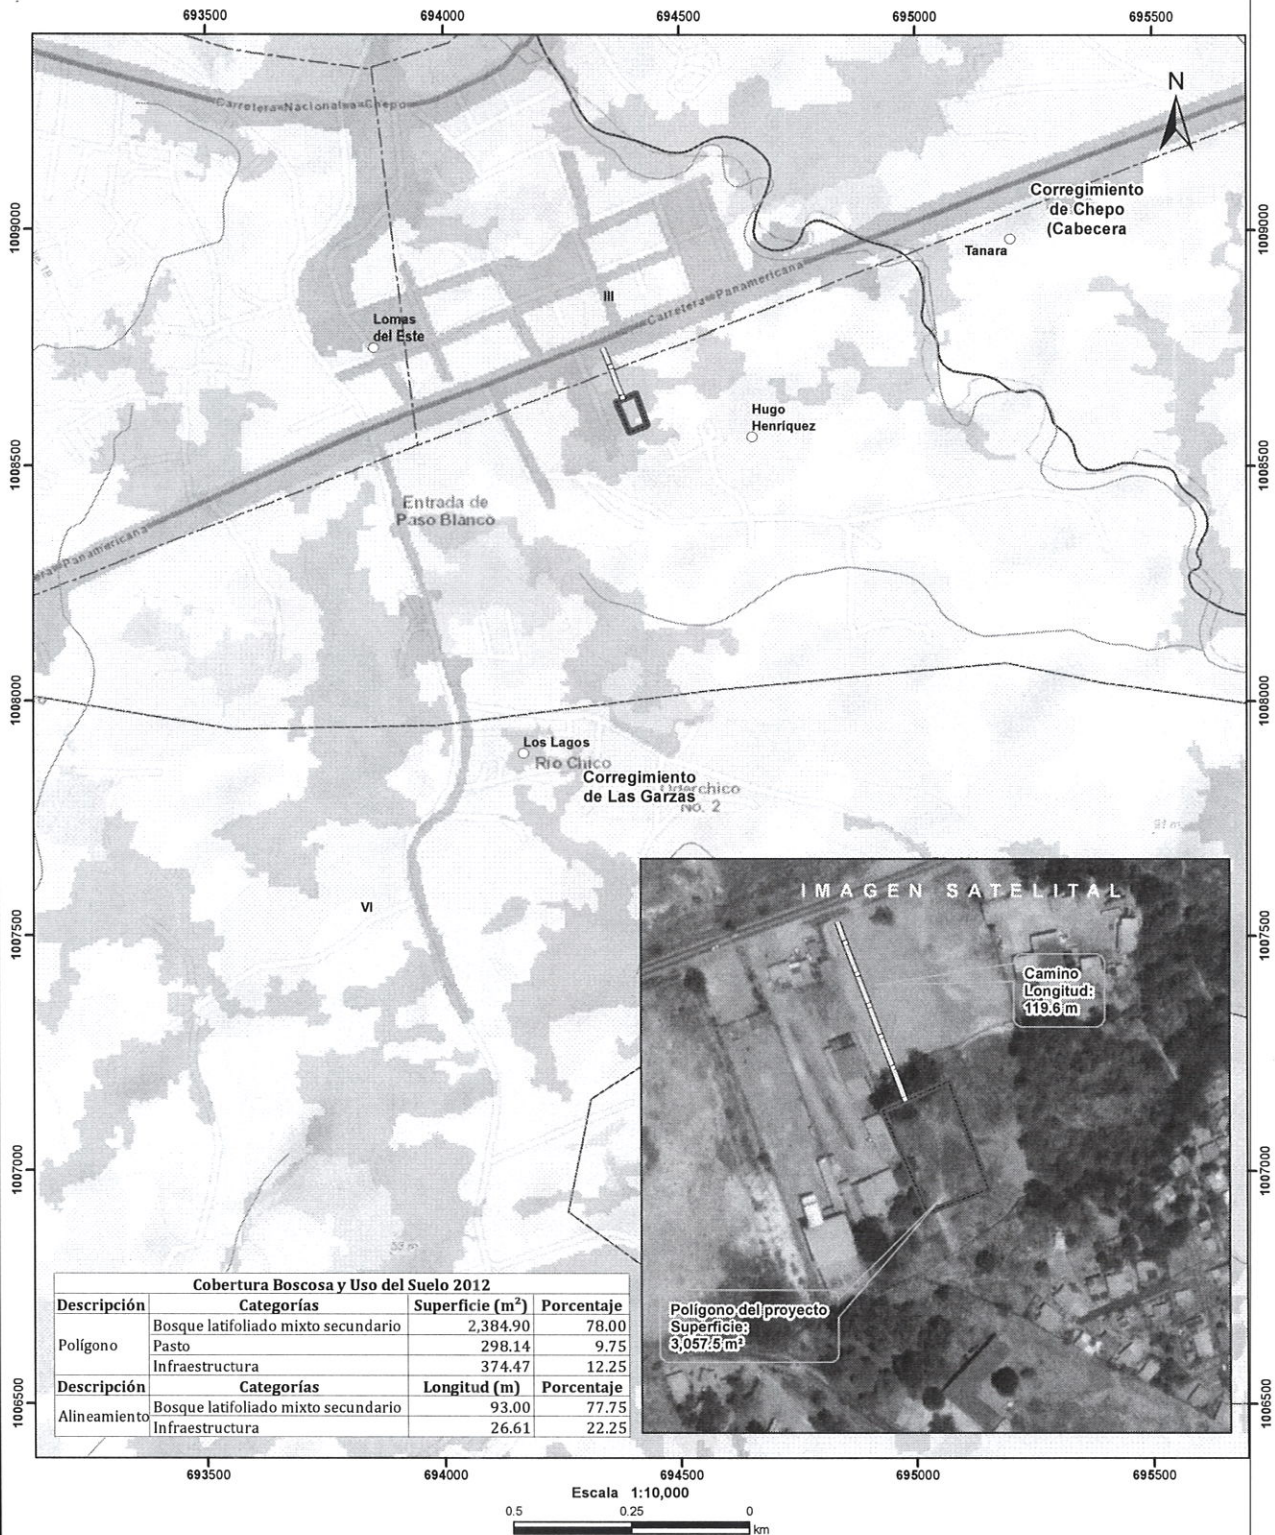 693500 694000 694500 695000 695500
N
Carretera Nacional a Chepo
Corregimiento
de Chepo
(Cabecera
1009000
1009000
Tanara
Carretera Panamericana
III
Lomas
del Este
Hugo
Henríquez
1008500
1008500
Entrada de
Paso Blanco
era Panamericana
1008000
1008000
Los Lagos
Río Chico
Corregimiento
de Las Garzas
No. 2
91 m
VI
1007500
1007500
IMAGEN SATELITAL
Camino
Longitud:
119.6 m
1007000
1007000
Polígono del proyecto
Superficie:
3,057.5 m²
Cobertura Boscosa y Uso del Suelo 2012
Descripción Categorías Superficie (m²) Porcentaje
Polígono
Bosque latifoliado mixto secundario 2,384.90 78.00
Pasto 298.14 9.75
Infraestructura 374.47 12.25
Descripción Categorías Longitud (m) Porcentaje
Alineamiento
Bosque latifoliado mixto secundario 93.00 77.75
Infraestructura 26.61 22.25
1006500
1006500
693500 694000 694500 695000 695500
Escala 1:10,000
0.5 0.25 0
km